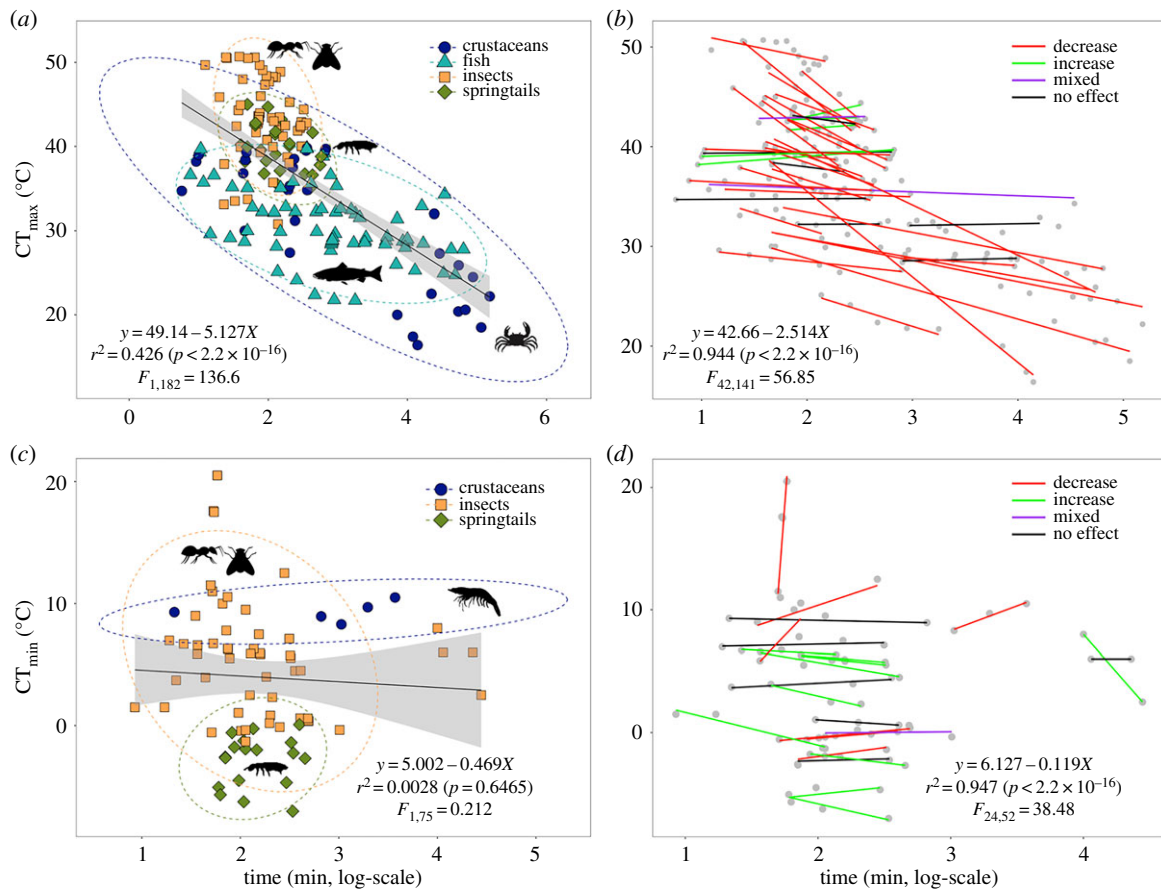 (a)
CTmax (°C)
50
40
30
20
crustaceans
fish
insects
springtails
y = 49.14 – 5.127X
r² = 0.426 (p < 2.2 × 10⁻¹⁶)
F₁,₁₈₂ = 136.6
0 2 4 6
(b)
50
40
30
20
decrease
increase
mixed
no effect
y = 42.66 – 2.514X
r² = 0.944 (p < 2.2 × 10⁻¹⁶)
F₄₂,₁₄₁ = 56.85
1 2 3 4 5
(c)
CTmin (°C)
20
10
0
crustaceans
insects
springtails
y = 5.002 – 0.469X
r² = 0.0028 (p = 0.6465)
F₁,₇₅ = 0.212
1 2 3 4 5
time (min, log-scale)
(d)
20
10
0
decrease
increase
mixed
no effect
y = 6.127 – 0.119X
r² = 0.947 (p < 2.2 × 10⁻¹⁶)
F₂₄,₅₂ = 38.48
1 2 3 4
time (min, log-scale)